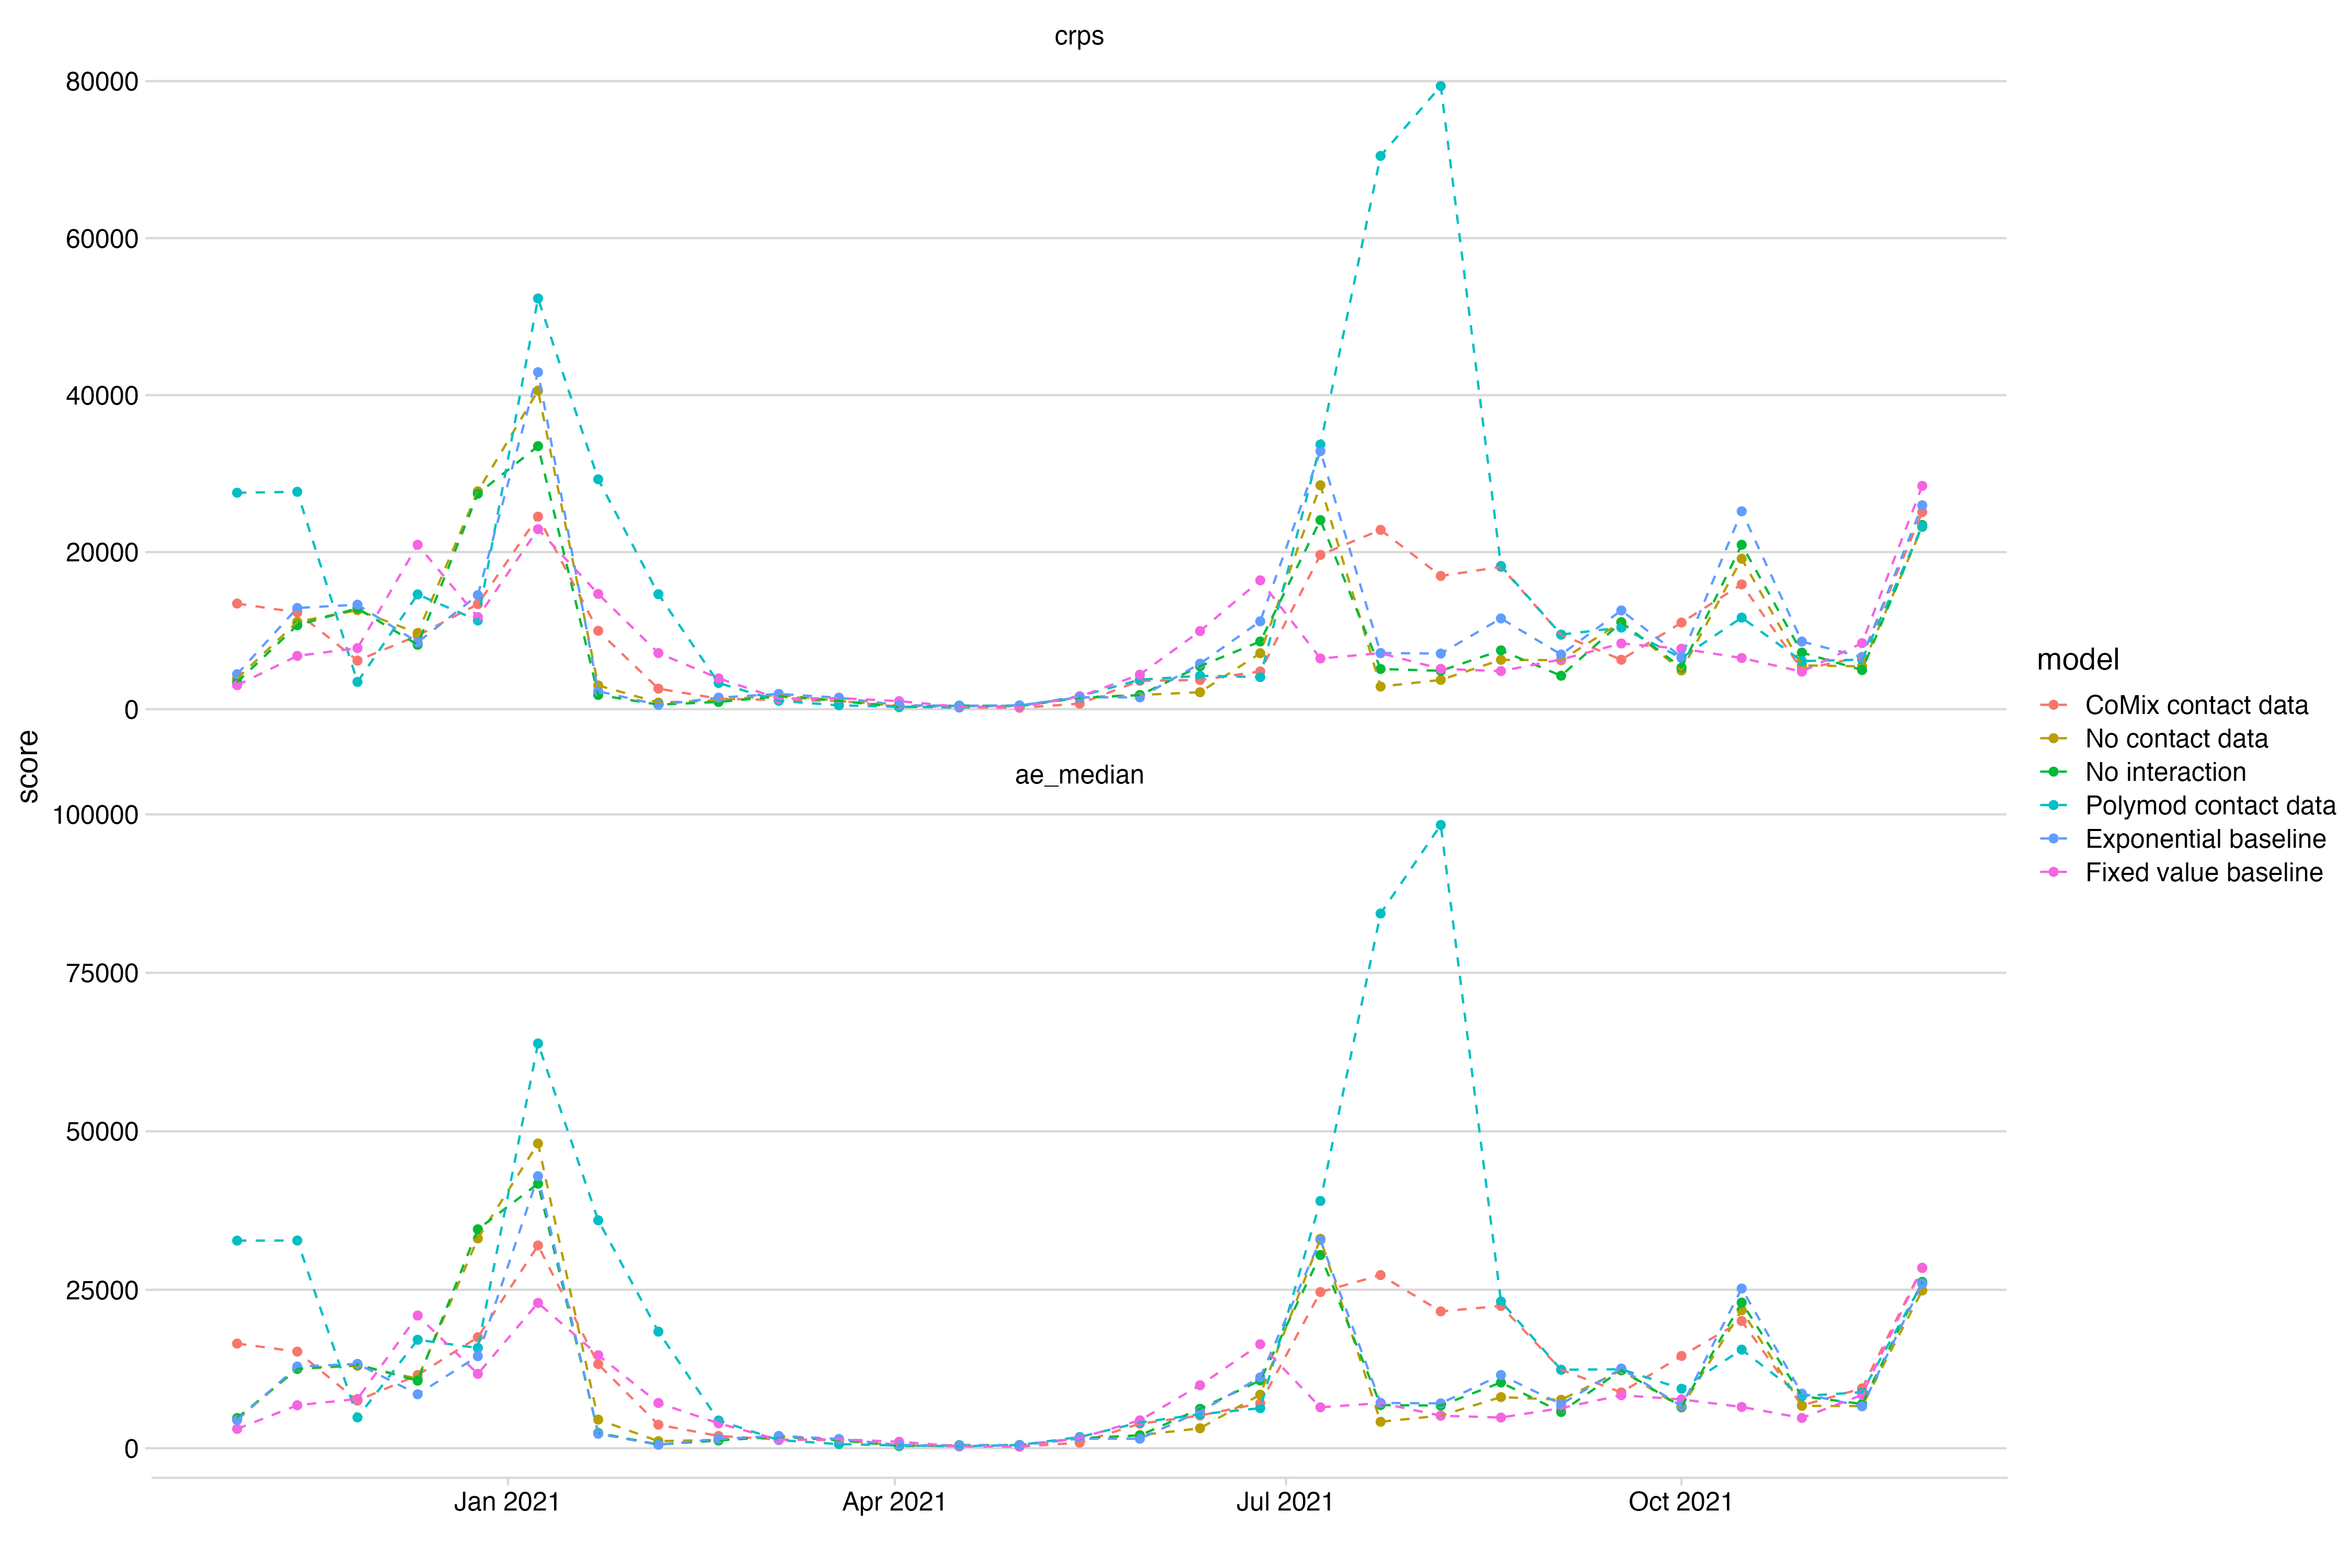 crps
80000
60000
40000
20000
0
score
ae_median
100000
75000
50000
25000
0
Jan 2021
Apr 2021
Jul 2021
Oct 2021
model
CoMix contact data
No contact data
No interaction
Polymod contact data
Exponential baseline
Fixed value baseline